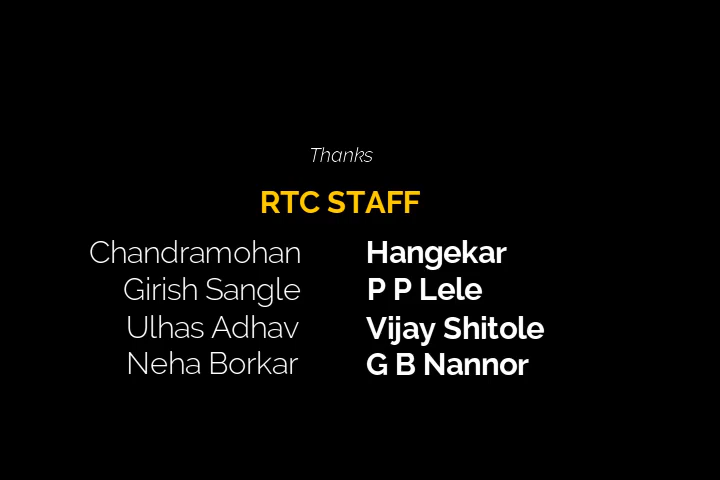 Thanks
RTC STAFF
Chandramohan Hangekar
Girish Sangle P P Lele
Ulhas Adhav Vijay Shitole
Neha Borkar G B Nannor